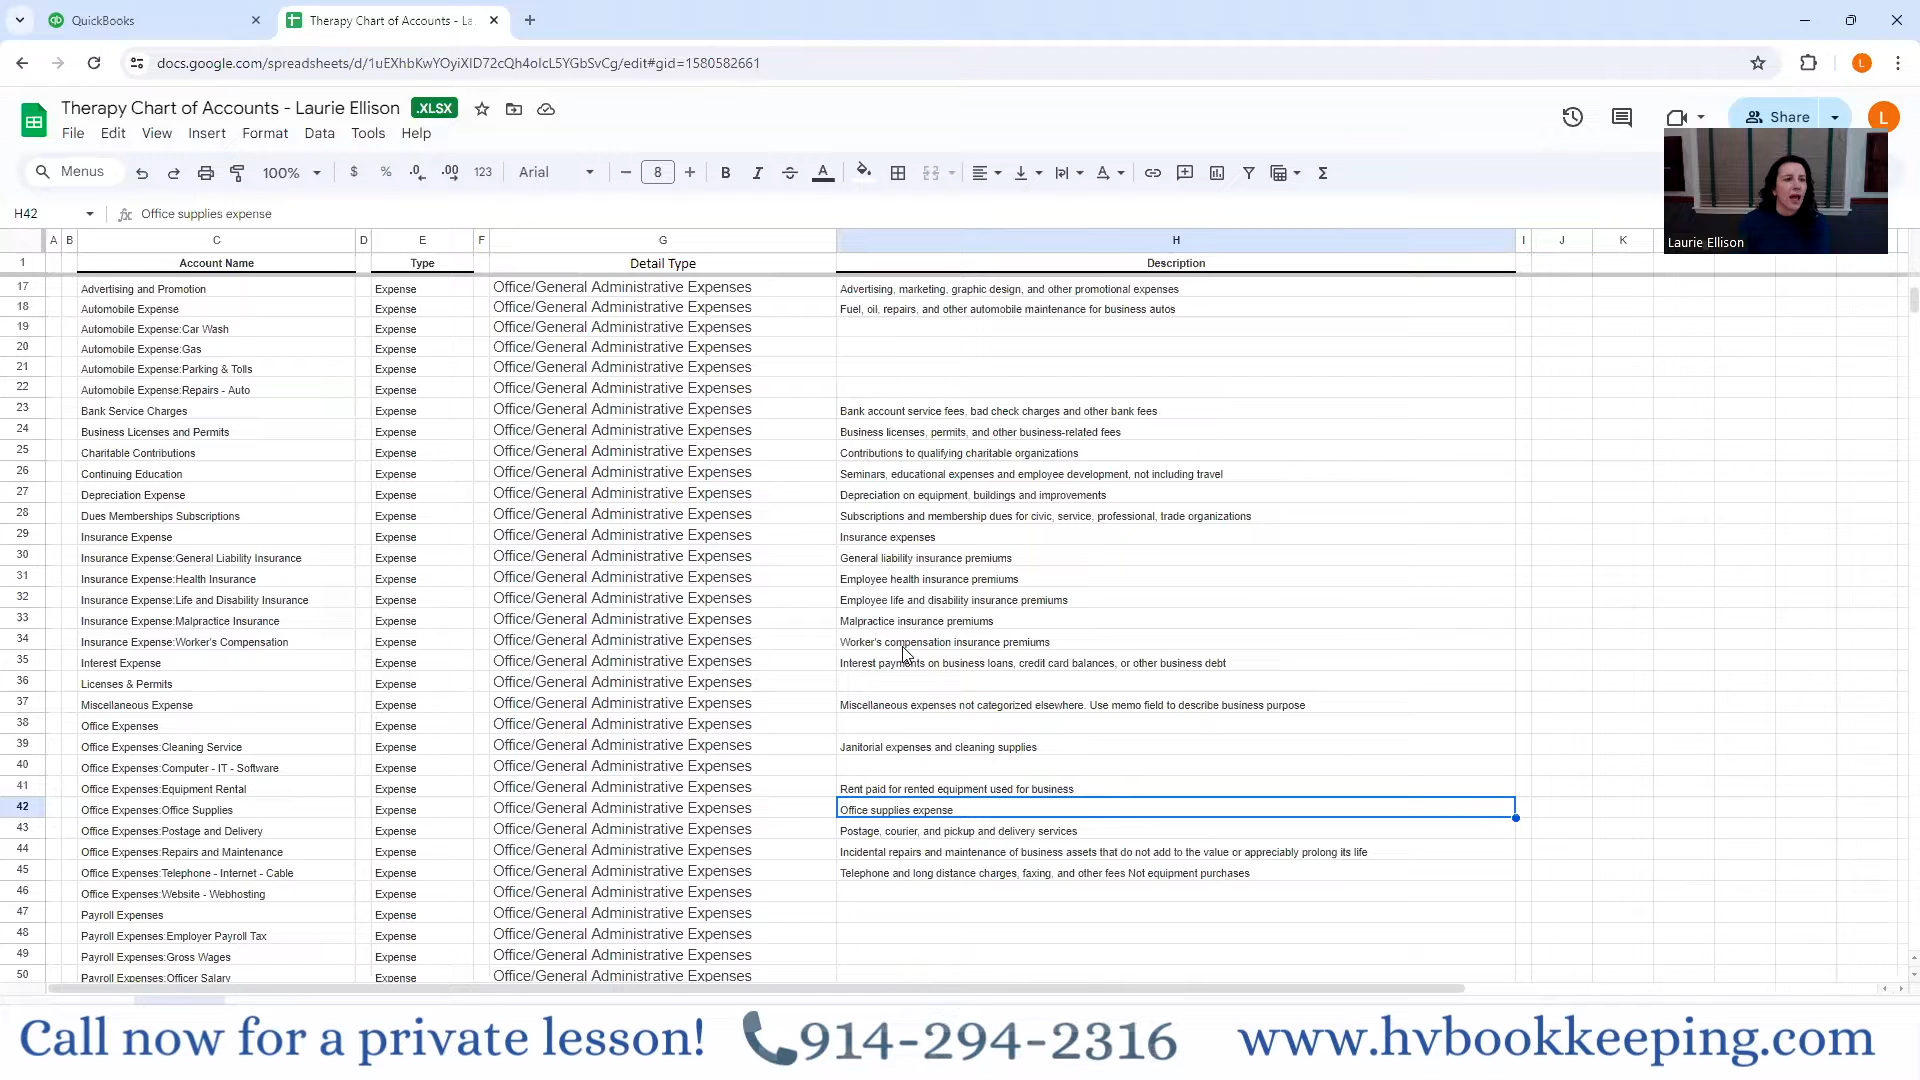 QuickBooks
Therapy Chart of Accounts - La
docs.google.com/spreadsheets/d/1uEXhbKwYOyiXID72cQh4oIcL5YGbSvCg/edit#gid=1580582661
L
Therapy Chart of Accounts - Laurie Ellison .XLSX
File Edit View Insert Format Data Tools Help
Share
L
Menus 100% $ % .0 .00 123 Arial 8 B I A
H42 fx Office supplies expense
Laurie Ellison
A B C D E F G H I J K
1 Account Name Type Detail Type Description
17 Advertising and Promotion Expense Office/General Administrative Expenses Advertising, marketing, graphic design, and other promotional expenses
18 Automobile Expense Expense Office/General Administrative Expenses Fuel, oil, repairs, and other automobile maintenance for business autos
19 Automobile Expense:Car Wash Expense Office/General Administrative Expenses
20 Automobile Expense:Gas Expense Office/General Administrative Expenses
21 Automobile Expense:Parking & Tolls Expense Office/General Administrative Expenses
22 Automobile Expense:Repairs - Auto Expense Office/General Administrative Expenses
23 Bank Service Charges Expense Office/General Administrative Expenses Bank account service fees, bad check charges and other bank fees
24 Business Licenses and Permits Expense Office/General Administrative Expenses Business licenses, permits, and other business-related fees
25 Charitable Contributions Expense Office/General Administrative Expenses Contributions to qualifying charitable organizations
26 Continuing Education Expense Office/General Administrative Expenses Seminars, educational expenses and employee development, not including travel
27 Depreciation Expense Expense Office/General Administrative Expenses Depreciation on equipment, buildings and improvements
28 Dues Memberships Subscriptions Expense Office/General Administrative Expenses Subscriptions and membership dues for civic, service, professional, trade organizations
29 Insurance Expense Expense Office/General Administrative Expenses Insurance expenses
30 Insurance Expense:General Liability Insurance Expense Office/General Administrative Expenses General liability insurance premiums
31 Insurance Expense:Health Insurance Expense Office/General Administrative Expenses Employee health insurance premiums
32 Insurance Expense:Life and Disability Insurance Expense Office/General Administrative Expenses Employee life and disability insurance premiums
33 Insurance Expense:Malpractice Insurance Expense Office/General Administrative Expenses Malpractice insurance premiums
34 Insurance Expense:Worker's Compensation Expense Office/General Administrative Expenses Worker's compensation insurance premiums
35 Interest Expense Expense Office/General Administrative Expenses Interest payments on business loans, credit card balances, or other business debt
36 Licenses & Permits Expense Office/General Administrative Expenses
37 Miscellaneous Expense Expense Office/General Administrative Expenses Miscellaneous expenses not categorized elsewhere. Use memo field to describe business purpose
38 Office Expenses Expense Office/General Administrative Expenses
39 Office Expenses:Cleaning Service Expense Office/General Administrative Expenses Janitorial expenses and cleaning supplies
40 Office Expenses:Computer - IT - Software Expense Office/General Administrative Expenses
41 Office Expenses:Equipment Rental Expense Office/General Administrative Expenses Rent paid for rented equipment used for business
42 Office Expenses:Office Supplies Expense Office/General Administrative Expenses Office supplies expense
43 Office Expenses:Postage and Delivery Expense Office/General Administrative Expenses Postage, courier, and pickup and delivery services
44 Office Expenses:Repairs and Maintenance Expense Office/General Administrative Expenses Incidental repairs and maintenance of business assets that do not add to the value or appreciably prolong its life
45 Office Expenses:Telephone - Internet - Cable Expense Office/General Administrative Expenses Telephone and long distance charges, faxing, and other fees Not equipment purchases
46 Office Expenses:Website - Webhosting Expense Office/General Administrative Expenses
47 Payroll Expenses Expense Office/General Administrative Expenses
48 Payroll Expenses:Employer Payroll Tax Expense Office/General Administrative Expenses
49 Payroll Expenses:Gross Wages Expense Office/General Administrative Expenses
50 Payroll Expenses:Officer Salary Expense Office/General Administrative Expenses
Call now for a private lesson! 914-294-2316 www.hvbookkeeping.com